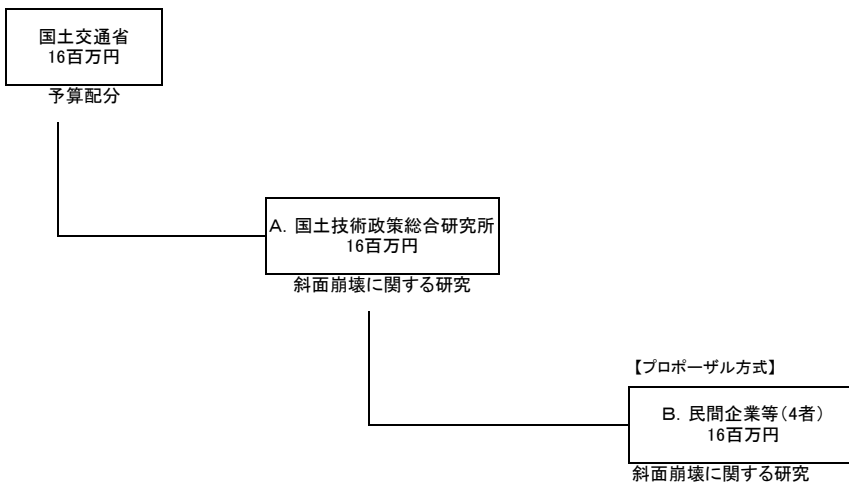 国土交通省
16百万円
予算配分
A．国土技術政策総合研究所
16百万円
斜面崩壊に関する研究
【プロポーザル方式】
B．民間企業等（4者）
16百万円
斜面崩壊に関する研究